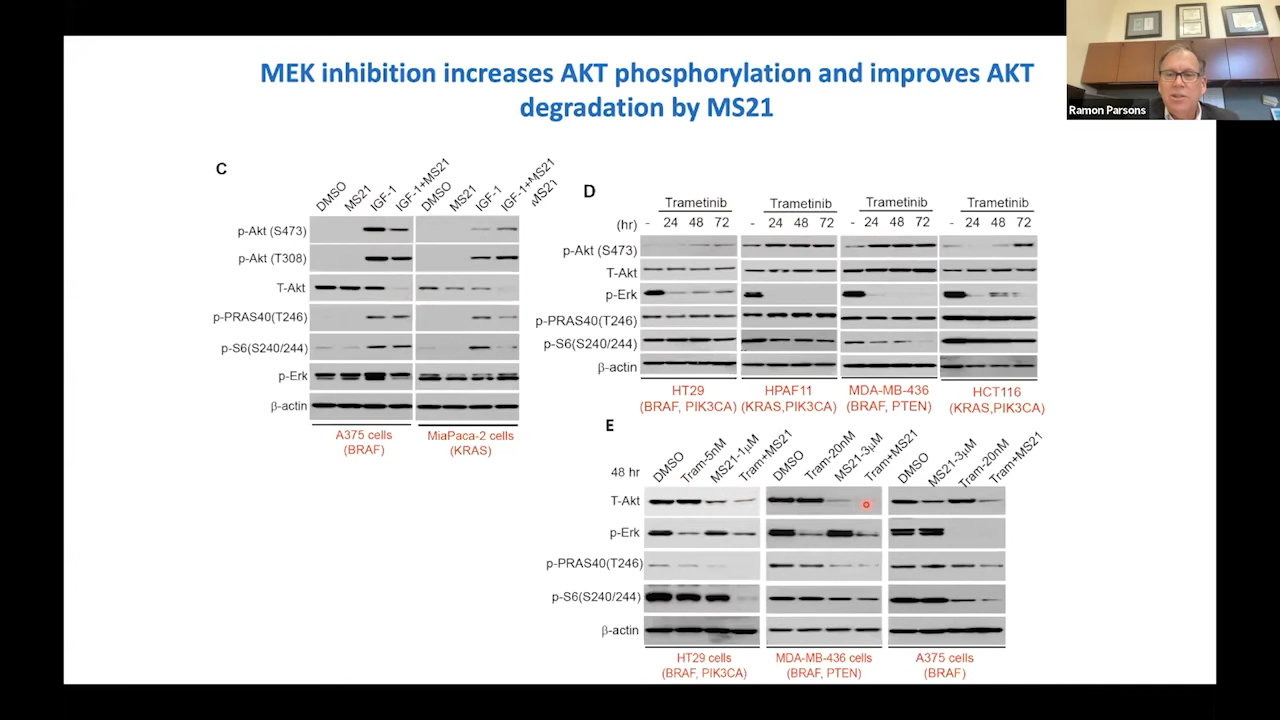 MEK inhibition increases AKT phosphorylation and improves AKT
degradation by MS21
Ramon Parsons
C
DMSO MS21 IGF-1 IGF-1+MS21 DMSO MS21 IGF-1 IGF-1+MS21
MS21
p-Akt (S473)
p-Akt (T308)
T-Akt
p-PRAS40(T246)
p-S6(S240/244)
p-Erk
β-actin
A375 cells
(BRAF)
MiaPaca-2 cells
(KRAS)
D
Trametinib Trametinib Trametinib Trametinib
(hr) - 24 48 72 - 24 48 72 - 24 48 72 - 24 48 72
p-Akt (S473)
T-Akt
p-Erk
p-PRAS40(T246)
p-S6(S240/244)
β-actin
HT29
(BRAF, PIK3CA)
HPAF11
(KRAS,PIK3CA)
MDA-MB-436
(BRAF, PTEN)
HCT116
(KRAS,PIK3CA)
E
48 hr
DMSO Tram-5nM MS21-1μM Tram+MS21 DMSO Tram-20nM MS21-3μM Tram+MS21 DMSO MS21-3μM Tram-20nM Tram+MS21
T-Akt
p-Erk
p-PRAS40(T246)
p-S6(S240/244)
β-actin
HT29 cells
(BRAF, PIK3CA)
MDA-MB-436 cells
(BRAF, PTEN)
A375 cells
(BRAF)